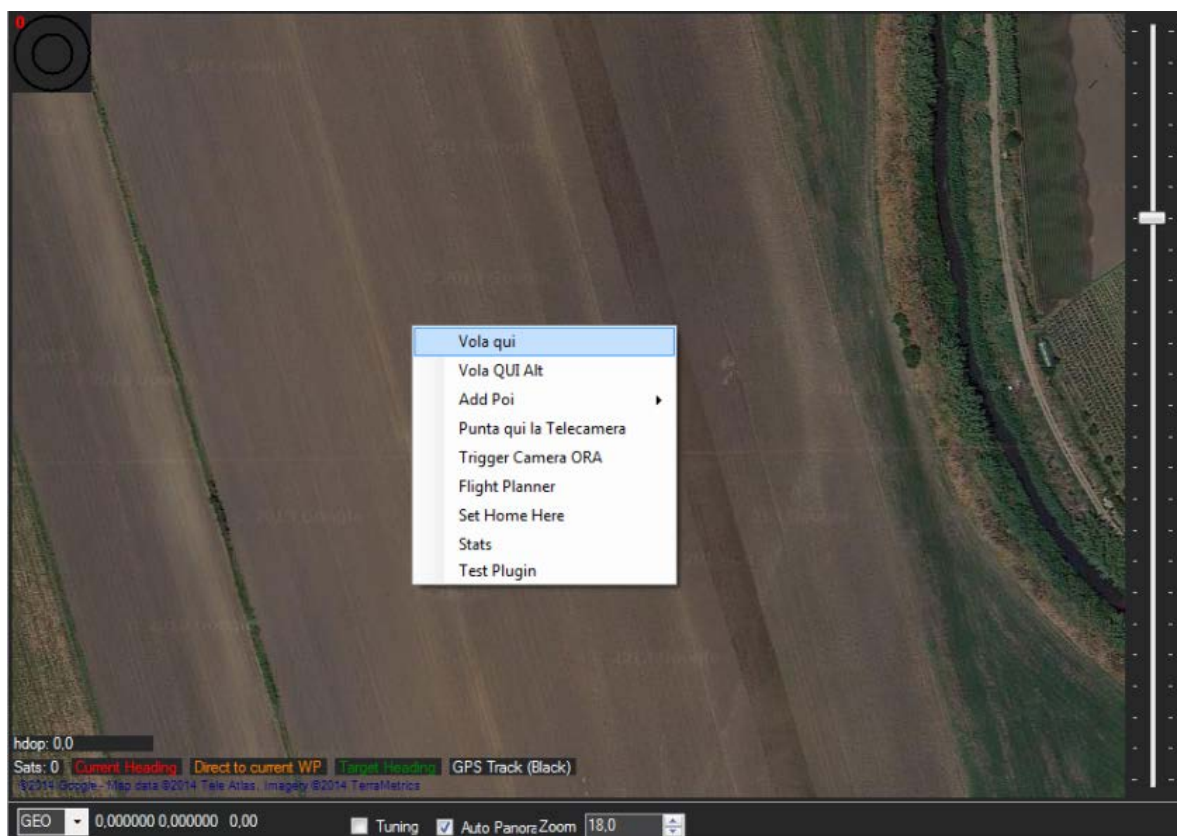 0
Vola qui
Vola QUI Alt
Add Poi
Punta qui la Telecamera
Trigger Camera ORA
Flight Planner
Set Home Here
Stats
Test Plugin
hdop: 0,0
Sats: 0 Current Heading Direct to current WP Target Heading GPS Track (Black)
©2014 Google - Map data ©2014 Tele Atlas, Imagery ©2014 TerraMetrics
GEO 0,000000 0,000000 0,00 Tuning Auto Panora Zoom 18,0